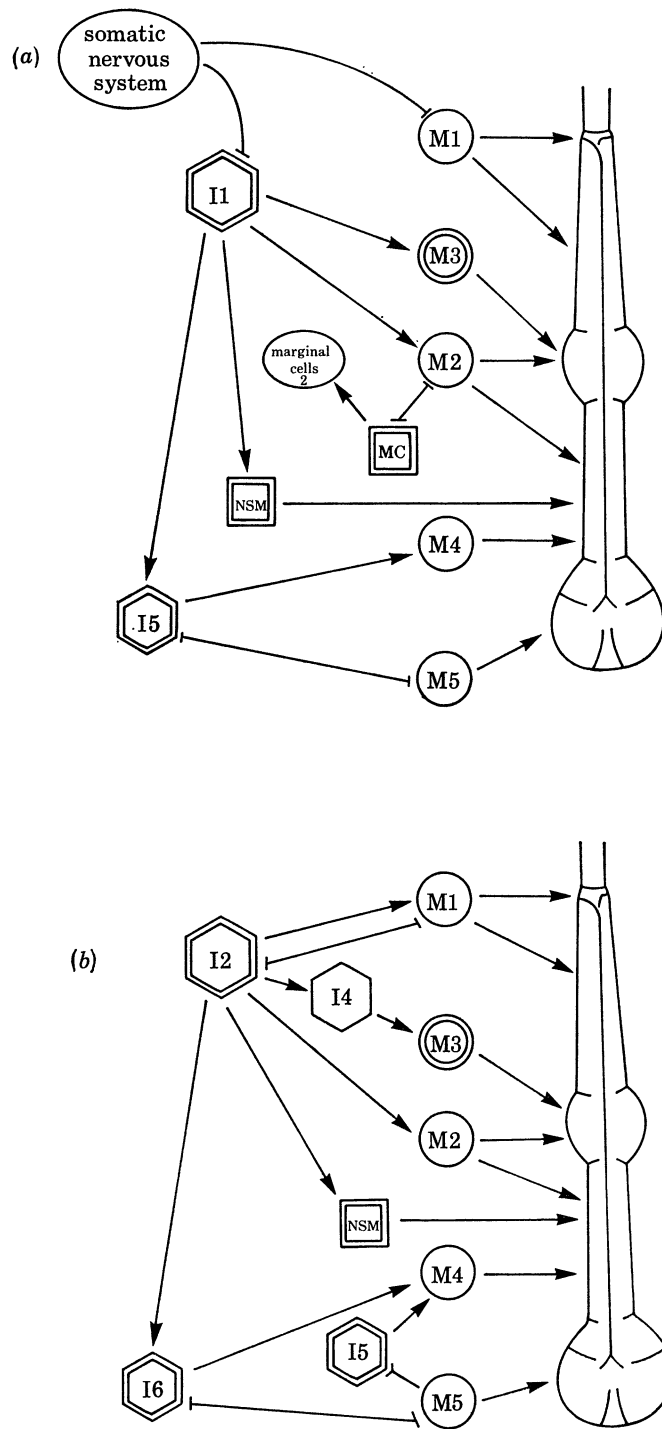 (a)
somatic
nervous
system
M1
I1
M3
marginal
cells
2
M2
MC
NSM
M4
I5
M5
(b)
M1
I2
I4
M3
M2
NSM
M4
I5
I6
M5